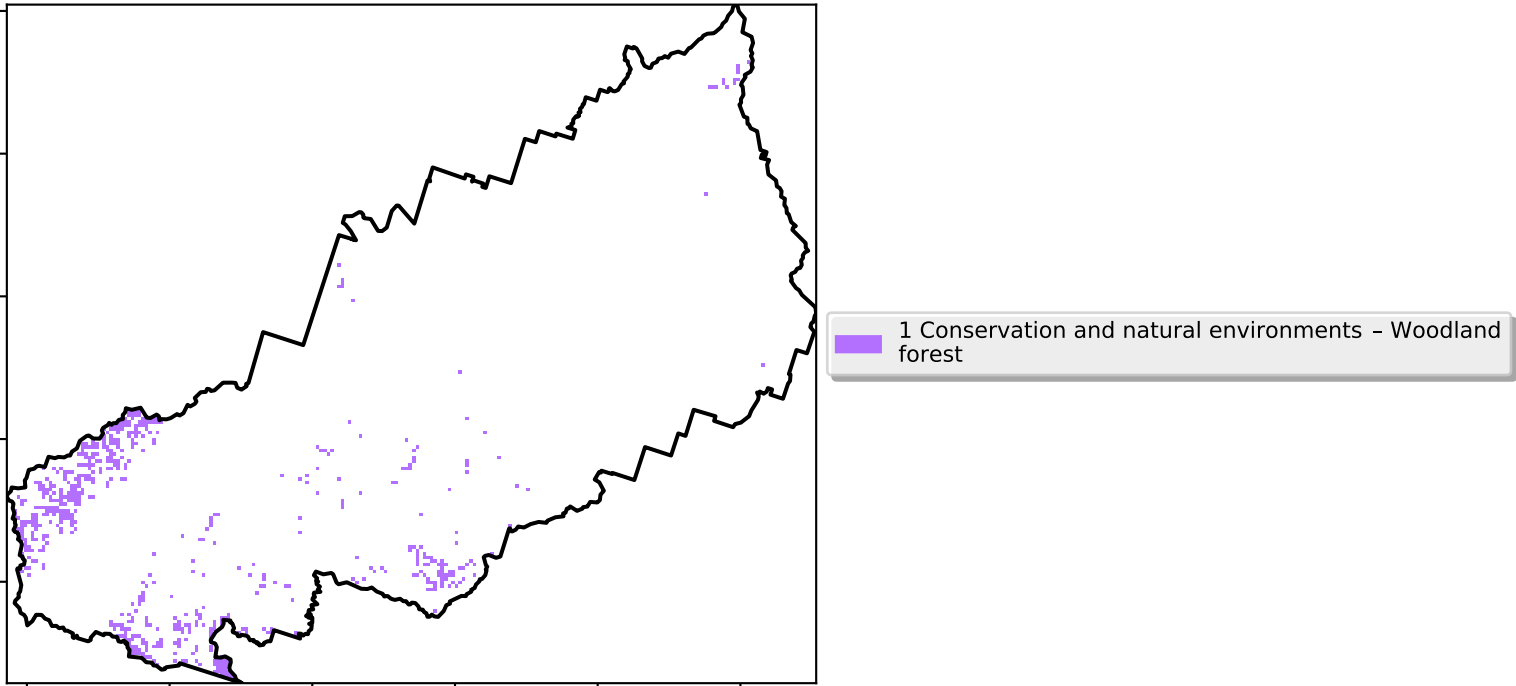 1 Conservation and natural environments – Woodland
forest